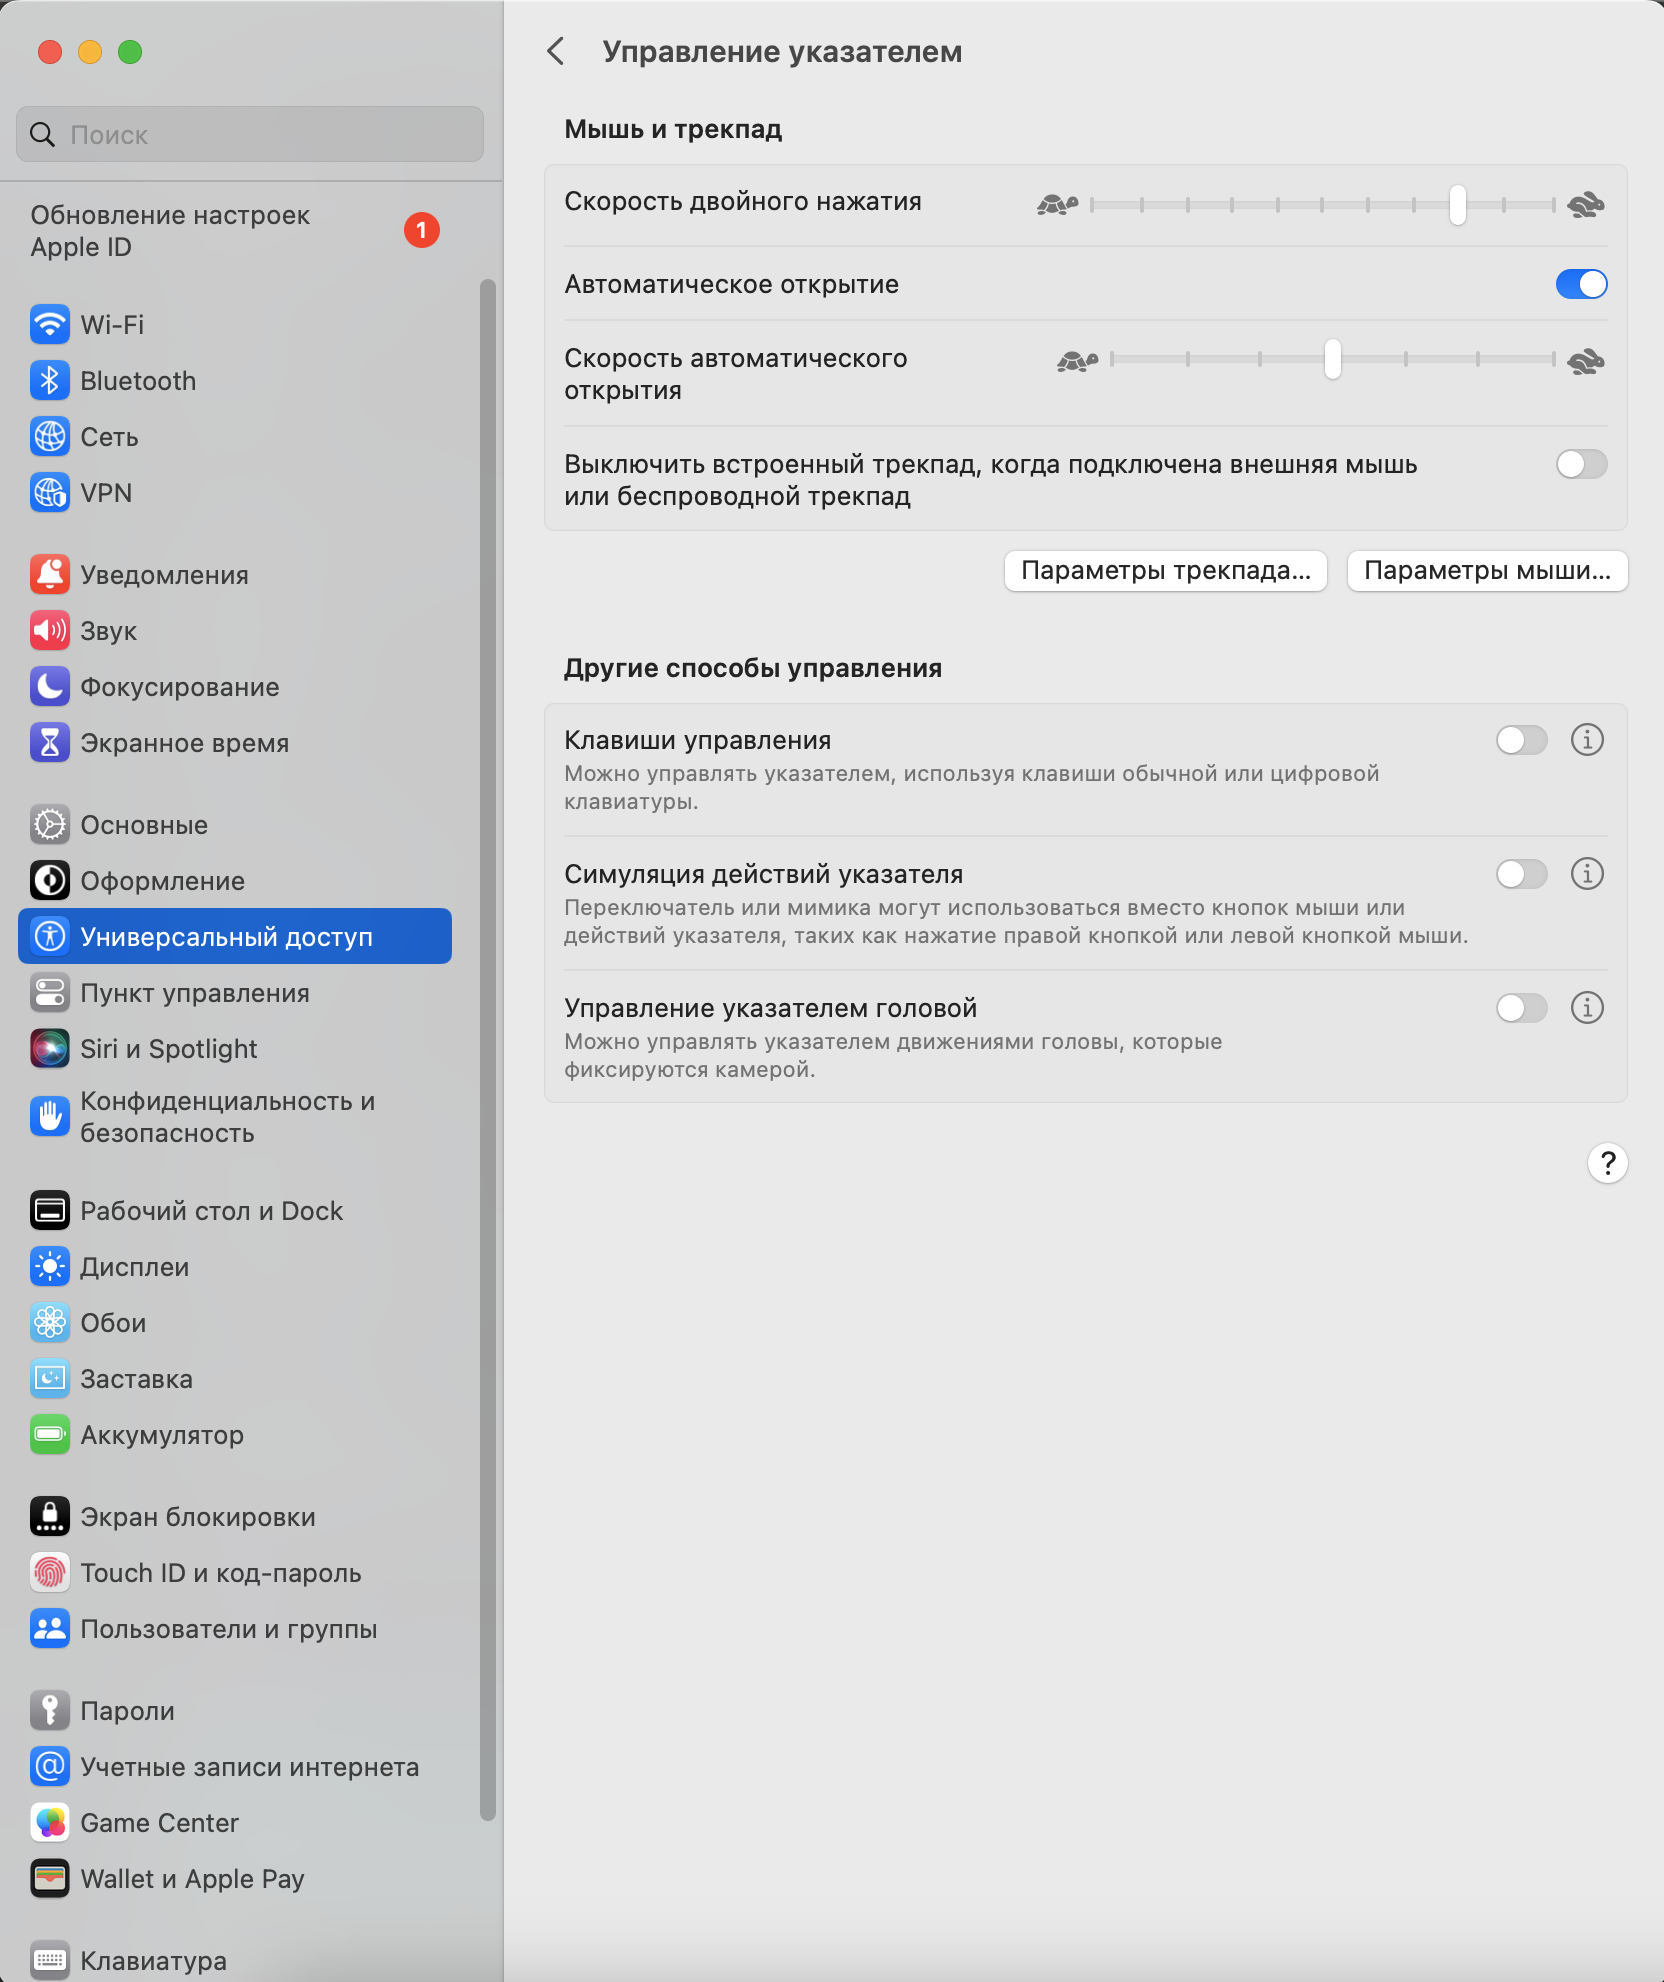 Поиск
Обновление настроек
Apple ID
1
Wi-Fi
Bluetooth
Сеть
VPN
Уведомления
Звук
Фокусирование
Экранное время
Основные
Оформление
Универсальный доступ
Пункт управления
Siri и Spotlight
Конфиденциальность и
безопасность
Рабочий стол и Dock
Дисплеи
Обои
Заставка
Аккумулятор
Экран блокировки
Touch ID и код-пароль
Пользователи и группы
Пароли
Учетные записи интернета
Game Center
Wallet и Apple Pay
Клавиатура
Управление указателем
Мышь и трекпад
Скорость двойного нажатия
Автоматическое открытие
Скорость автоматического
открытия
Выключить встроенный трекпад, когда подключена внешняя мышь
или беспроводной трекпад
Параметры трекпада... Параметры мыши...
Другие способы управления
Клавиши управления
Можно управлять указателем, используя клавиши обычной или цифровой
клавиатуры.
Симуляция действий указателя
Переключатель или мимика могут использоваться вместо кнопок мыши или
действий указателя, таких как нажатие правой кнопкой или левой кнопкой мыши.
Управление указателем головой
Можно управлять указателем движениями головы, которые
фиксируются камерой.
?